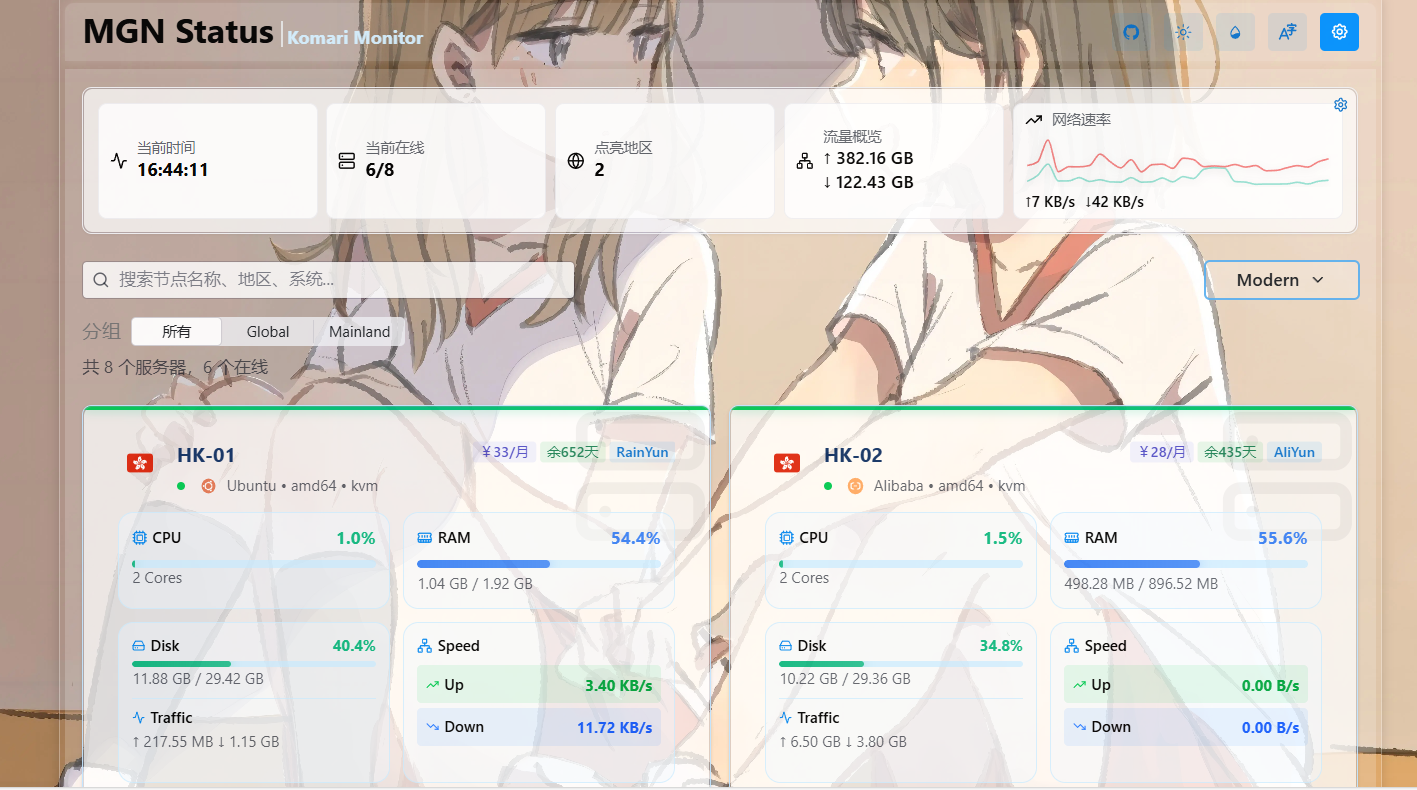 MGN Status Komari Monitor
当前时间
16:44:11
当前在线
6/8
点亮地区
2
流量概览
↑ 382.16 GB
↓ 122.43 GB
网络速率
↑7 KB/s ↓42 KB/s
搜索节点名称、地区、系统...
Modern
分组 所有 Global Mainland
共 8 个服务器，6 个在线
HK-01 ￥33/月 余652天 RainYun
Ubuntu • amd64 • kvm
CPU 1.0%
2 Cores
RAM 54.4%
1.04 GB / 1.92 GB
Disk 40.4%
11.88 GB / 29.42 GB
Traffic
↑ 217.55 MB ↓ 1.15 GB
Speed
Up 3.40 KB/s
Down 11.72 KB/s
HK-02 ￥28/月 余435天 AliYun
Alibaba • amd64 • kvm
CPU 1.5%
2 Cores
RAM 55.6%
498.28 MB / 896.52 MB
Disk 34.8%
10.22 GB / 29.36 GB
Traffic
↑ 6.50 GB ↓ 3.80 GB
Speed
Up 0.00 B/s
Down 0.00 B/s